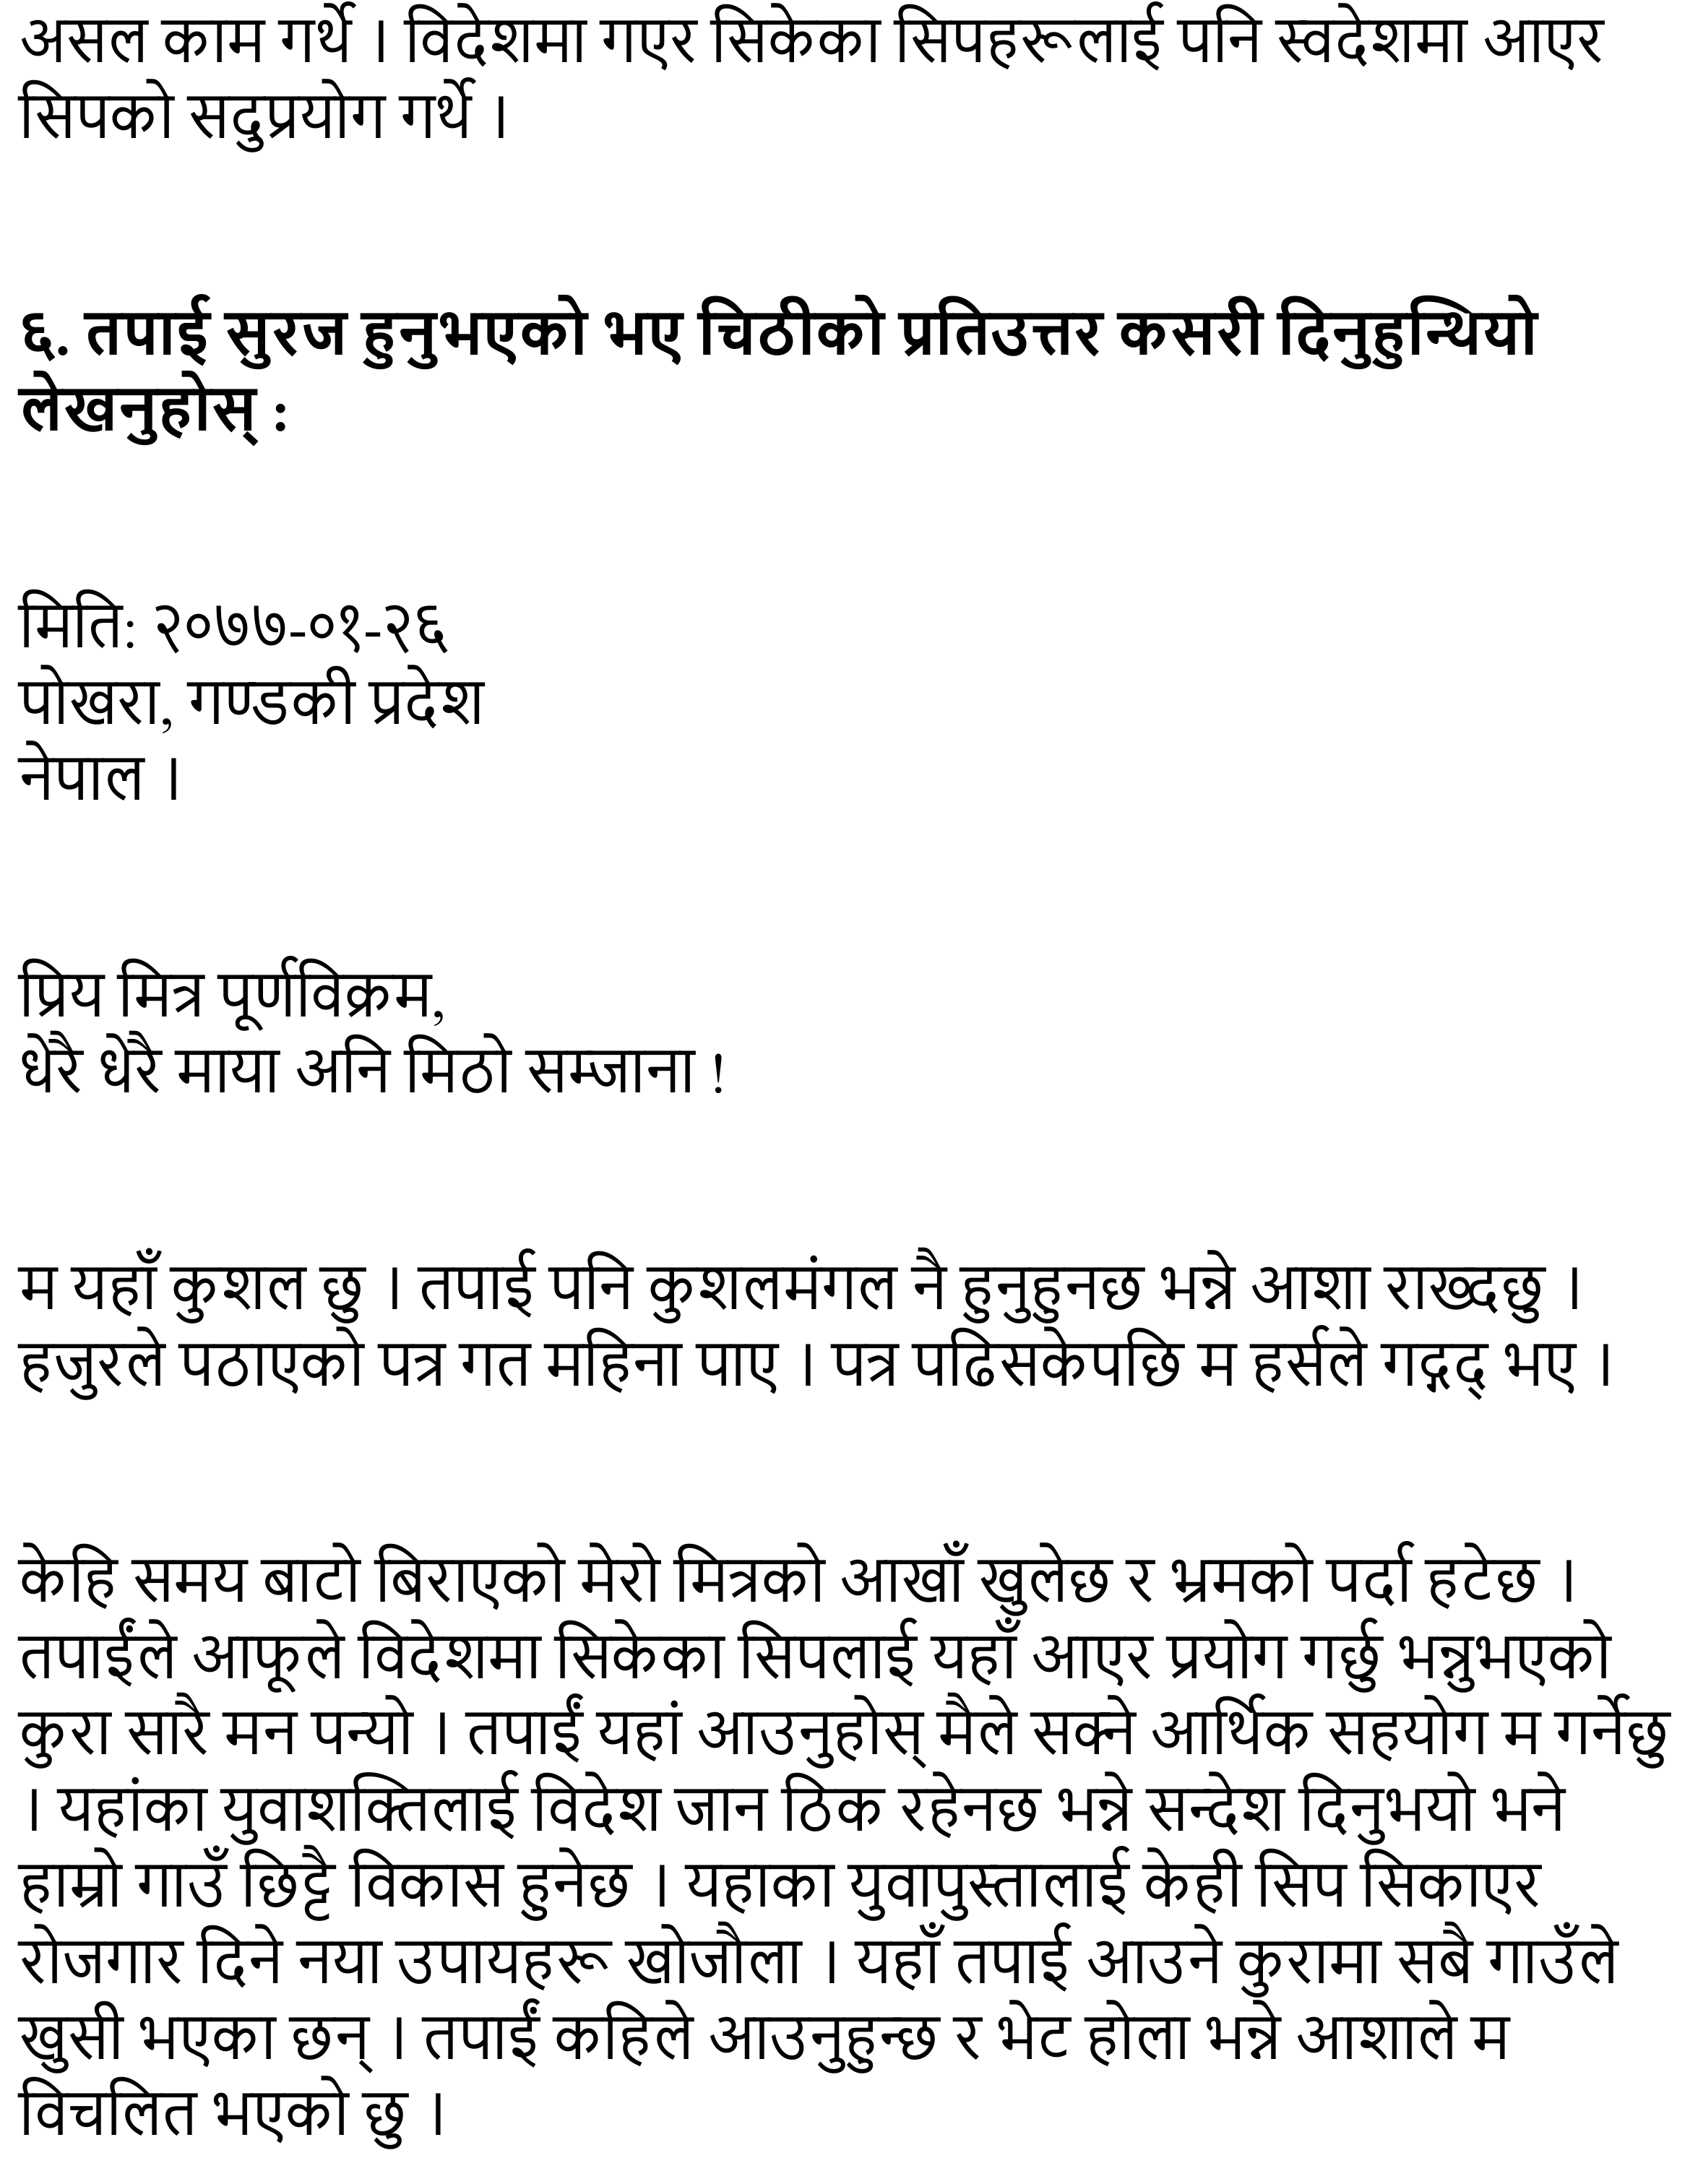 असल काम गर्थे । विदेशमा गएर सिकेका सिपहरूलाई पनि स्वदेशमा आएर
सिपको सदुप्रयोग गर्थे ।
६. तपाई सुरज हुनुभएको भए चिठीको प्रतिउत्तर कसरी दिनुहुन्थियो
लेखनुहोस् :
मिति: २०७७-०१-२६
पोखरा, गण्डकी प्रदेश
नेपाल ।
प्रिय मित्र पूर्णविक्रम,
धेरै धेरै माया अनि मिठो सम्जाना !
म यहाँ कुशल छु । तपाई पनि कुशलमंगल नै हुनुहुनछ भन्ने आशा राख्दछु ।
हजुरले पठाएको पत्र गत महिना पाए । पत्र पढिसकेपछि म हर्सले गद्गद् भए ।
केहि समय बाटो बिराएको मेरो मित्रको आखाँ खुलेछ र भ्रमको पर्दा हटेछ ।
तपाईंले आफूले विदेशमा सिकेका सिपलाई यहाँ आएर प्रयोग गर्छु भन्नुभएको
कुरा सारै मन पन्यो । तपाईं यहां आउनुहोस् मैले सक्ने आर्थिक सहयोग म गर्नेछु
। यहांका युवाशक्तिलाई विदेश जान ठिक रहेनछ भन्ने सन्देश दिनुभयो भने
हाम्रो गाउँ छिट्टै विकास हुनेछ । यहाका युवापुस्तालाई केही सिप सिकाएर
रोजगार दिने नया उपायहरू खोजौला । यहाँ तपाई आउने कुरामा सबै गाउँले
खुसी भएका छन् । तपाईं कहिले आउनुहुन्छ र भेट होला भन्ने आशाले म
विचलित भएको छु ।